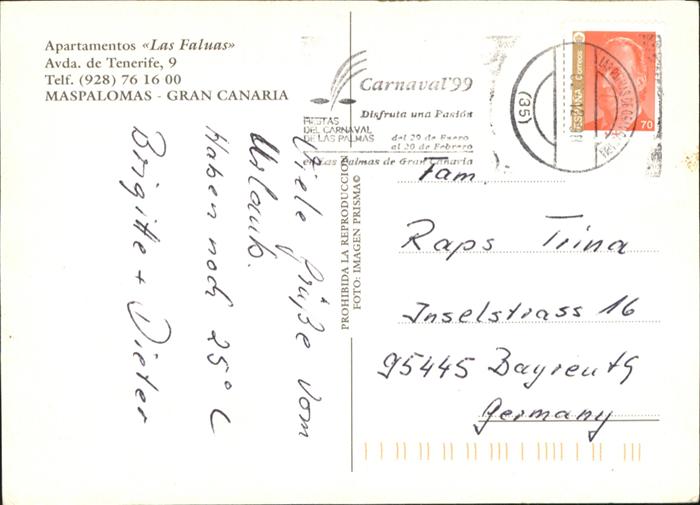 Apartamentos «Las Faluas»
Avda. de Tenerife, 9
Telf. (928) 76 16 00
MASPALOMAS - GRAN CANARIA
Viele Grüße vom
Urlaub.
Haben noch 25° C
Brigitte + Dieter
PROHIBIDA LA REPRODUCCION
FOTO: IMAGEN PRISMA©
Carnaval'99
Disfruta una Pasión
FIESTAS
DEL CARNAVAL
DE LAS PALMAS
del 29 de Enero
al 20 de Febrero
en Las Palmas de Gran Canaria
(35)
ESPAÑA Correos
70
Fam.
Raps Trina
Inselstrass 16
95445 Bayreuth
Germany